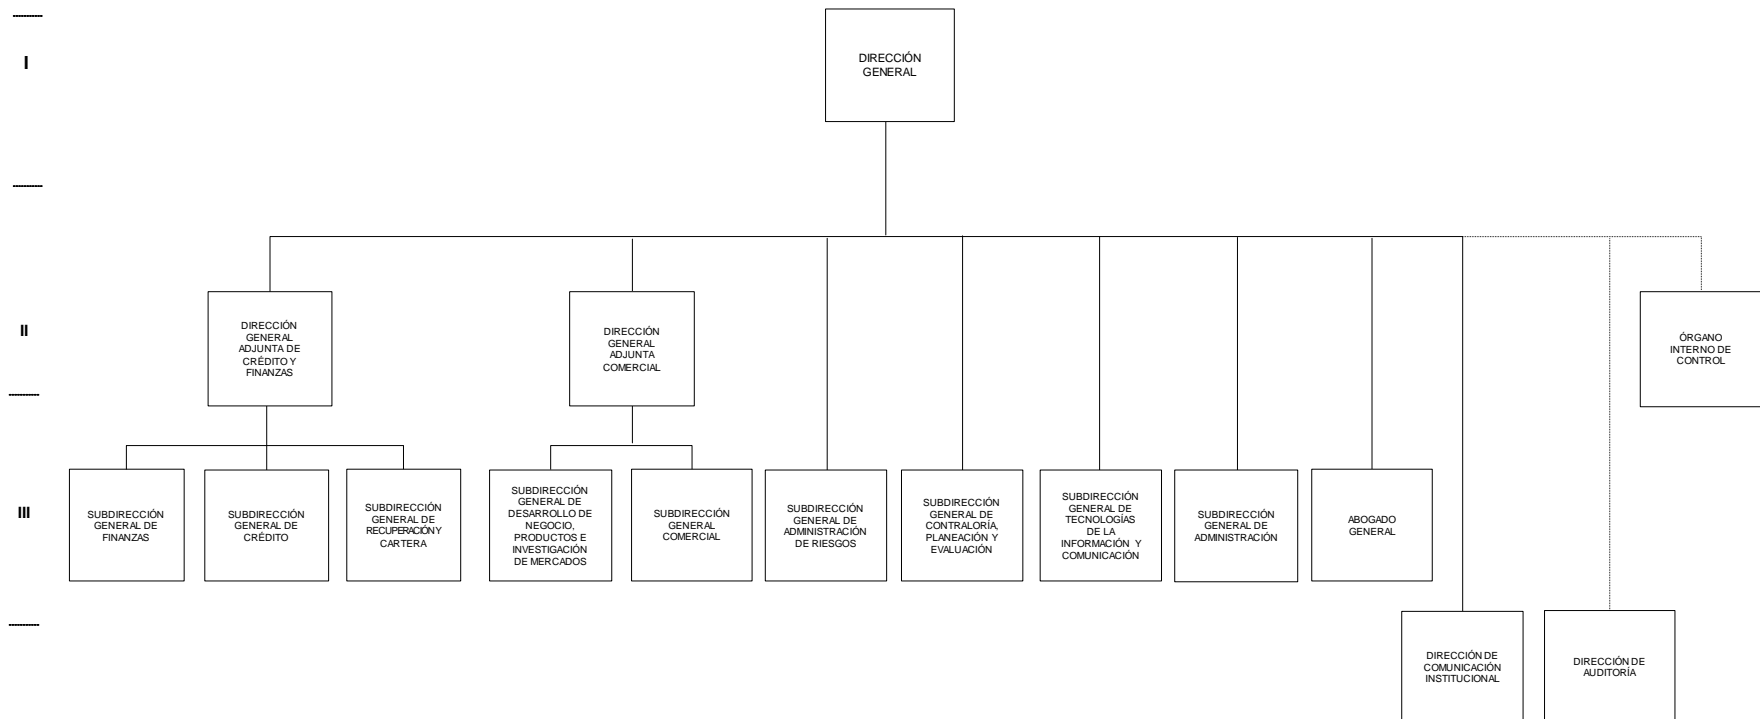 I
DIRECCIÓN
GENERAL
II
DIRECCIÓN
GENERAL
ADJUNTA DE
CRÉDITO Y
FINANZAS
DIRECCIÓN
GENERAL
ADJUNTA
COMERCIAL
ÓRGANO
INTERNO DE
CONTROL
III
SUBDIRECCIÓN
GENERAL DE
FINANZAS
SUBDIRECCIÓN
GENERAL DE
CRÉDITO
SUBDIRECCIÓN
GENERAL DE
RECUPERACIÓN Y
CARTERA
SUBDIRECCIÓN
GENERAL DE
DESARROLLO DE
NEGOCIO,
PRODUCTOS E
INVESTIGACIÓN
DE MERCADOS
SUBDIRECCIÓN
GENERAL
COMERCIAL
SUBDIRECCIÓN
GENERAL DE
ADMINISTRACIÓN
DE RIESGOS
SUBDIRECCIÓN
GENERAL DE
CONTRALORÍA,
PLANEACIÓN Y
EVALUACIÓN
SUBDIRECCIÓN
GENERAL DE
TECNOLOGÍAS
DE LA
INFORMACIÓN Y
COMUNICACIÓN
SUBDIRECCIÓN
GENERAL DE
ADMINISTRACIÓN
ABOGADO
GENERAL
DIRECCIÓN DE
COMUNICACIÓN
INSTITUCIONAL
DIRECCIÓN DE
AUDITORÍA